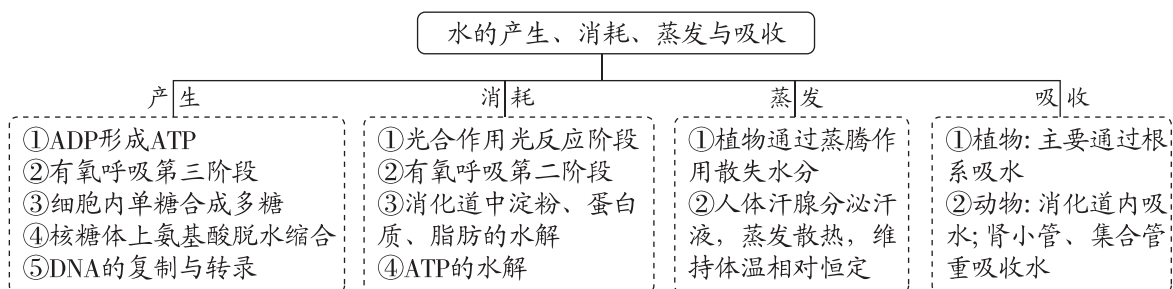 水的产生、消耗、蒸发与吸收
产生
消耗
蒸发
吸收
①ADP形成ATP
②有氧呼吸第三阶段
③细胞内单糖合成多糖
④核糖体上氨基酸脱水缩合
⑤DNA的复制与转录
①光合作用光反应阶段
②有氧呼吸第二阶段
③消化道中淀粉、蛋白
质、脂肪的水解
④ATP的水解
①植物通过蒸腾作
用散失水分
②人体汗腺分泌汗
液，蒸发散热，维
持体温相对恒定
①植物: 主要通过根
系吸水
②动物: 消化道内吸
水; 肾小管、集合管
重吸收水